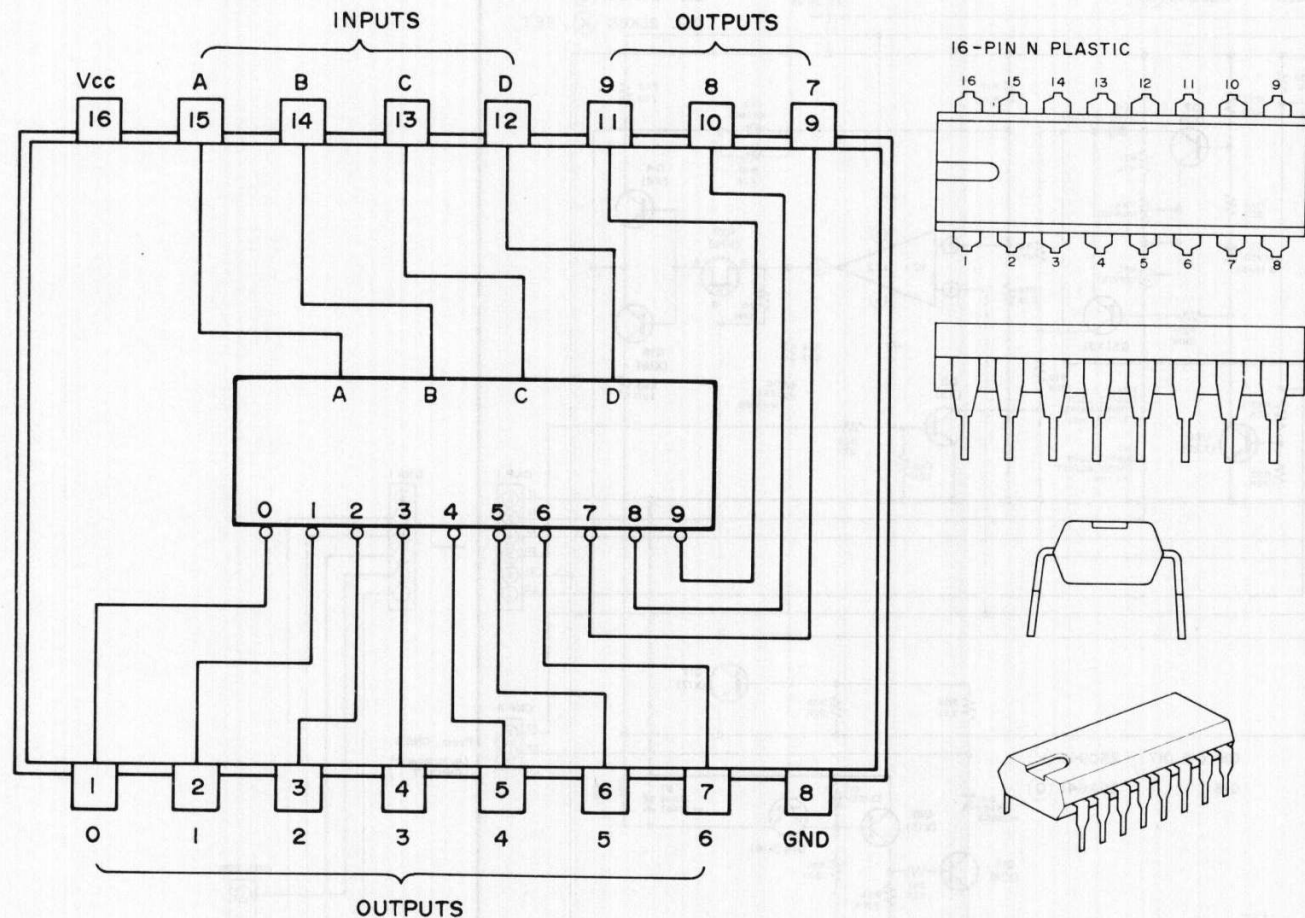 INPUTS
OUTPUTS
Vcc A B C D 9 8 7
16 15 14 13 12 11 10 9
A B C D
0 1 2 3 4 5 6 7 8 9
1 2 3 4 5 6 7 8
0 1 2 3 4 5 6 GND
OUTPUTS
16-PIN N PLASTIC
16 15 14 13 12 11 10 9
1 2 3 4 5 6 7 8